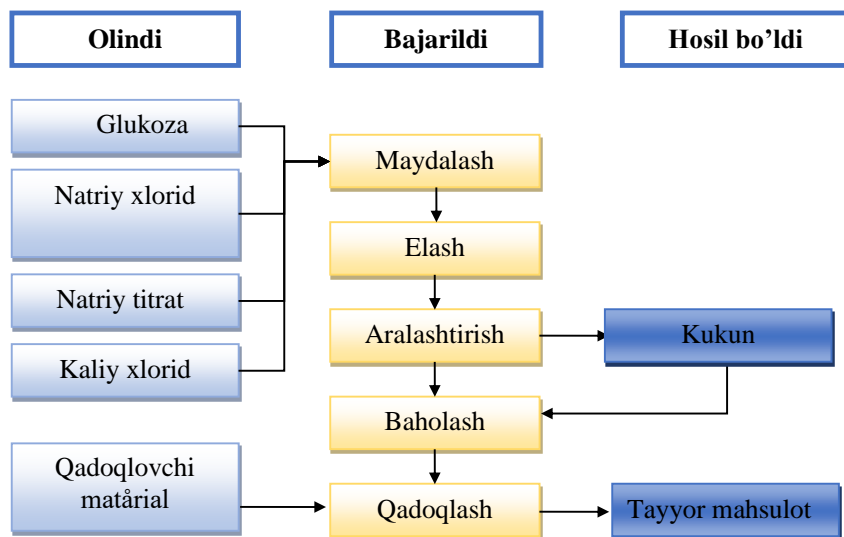 Olindi
Bajarildi
Hosil bo’ldi
Glukoza
Natriy xlorid
Natriy titrat
Kaliy xlorid
Qadoqlovchi
matårial
Maydalash
Elash
Aralashtirish
Baholash
Qadoqlash
Kukun
Tayyor mahsulot